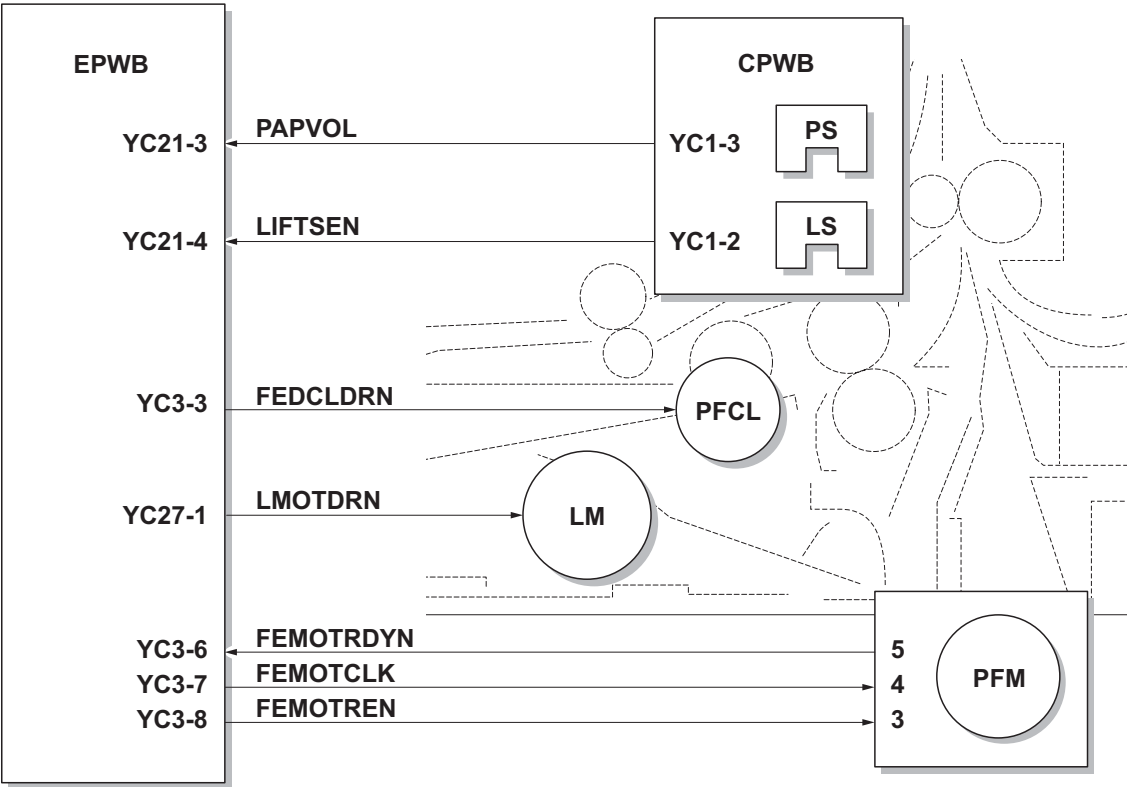 EPWB
CPWB
YC21-3
PAPVOL
YC1-3
PS
YC21-4
LIFTSEN
YC1-2
LS
YC3-3
FEDCLDRN
PFCL
YC27-1
LMOTDRN
LM
YC3-6
FEMOTRDYN
5
YC3-7
FEMOTCLK
4
PFM
YC3-8
FEMOTREN
3